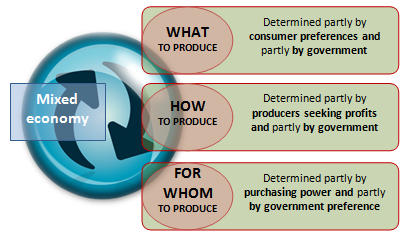 Mixed
economy
WHAT
TO PRODUCE
Determined partly by
consumer preferences and
partly by government
HOW
TO PRODUCE
Determined partly by
producers seeking profits
and partly by government
FOR
WHOM
TO PRODUCE
Determined partly by
purchasing power and partly
by government preference